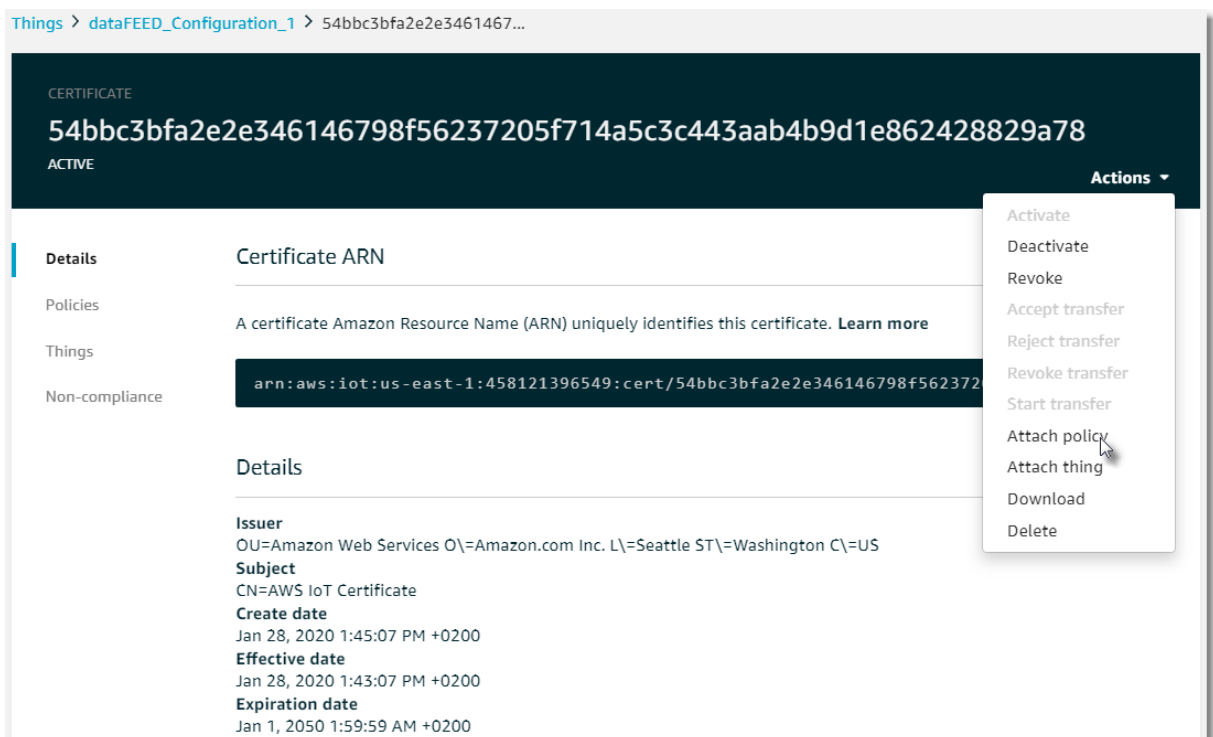 Things > dataFEED_Configuration_1 > 54bbc3bfa2e2e3461467...
CERTIFICATE
54bbc3bfa2e2e346146798f56237205f714a5c3c443aab4b9d1e862428829a78
ACTIVE
Actions
Activate
Deactivate
Revoke
Accept transfer
Reject transfer
Revoke transfer
Start transfer
Attach policy
Attach thing
Download
Delete
Details
Policies
Things
Non-compliance
Certificate ARN
A certificate Amazon Resource Name (ARN) uniquely identifies this certificate. Learn more
arn:aws:iot:us-east-1:458121396549:cert/54bbc3bfa2e2e346146798f562372
Details
Issuer
OU=Amazon Web Services O\=Amazon.com Inc. L\=Seattle ST\=Washington C\=US
Subject
CN=AWS IoT Certificate
Create date
Jan 28, 2020 1:45:07 PM +0200
Effective date
Jan 28, 2020 1:43:07 PM +0200
Expiration date
Jan 1, 2050 1:59:59 AM +0200